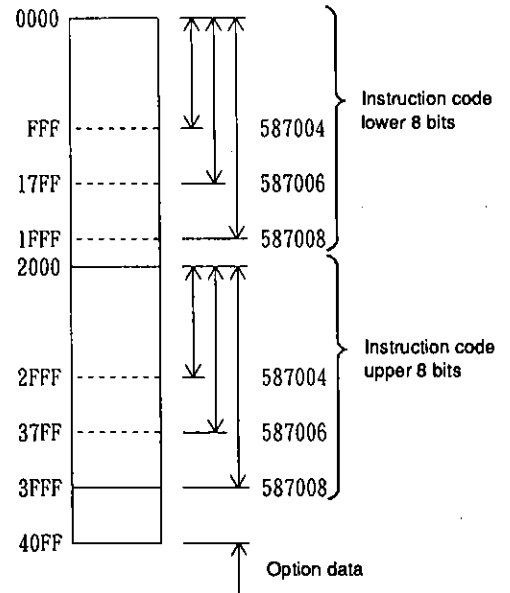 0000
Instruction code
lower 8 bits
FFF 587004
17FF 587006
1FFF 587008
2000
Instruction code
upper 8 bits
2FFF 587004
37FF 587006
3FFF 587008
40FF
Option data